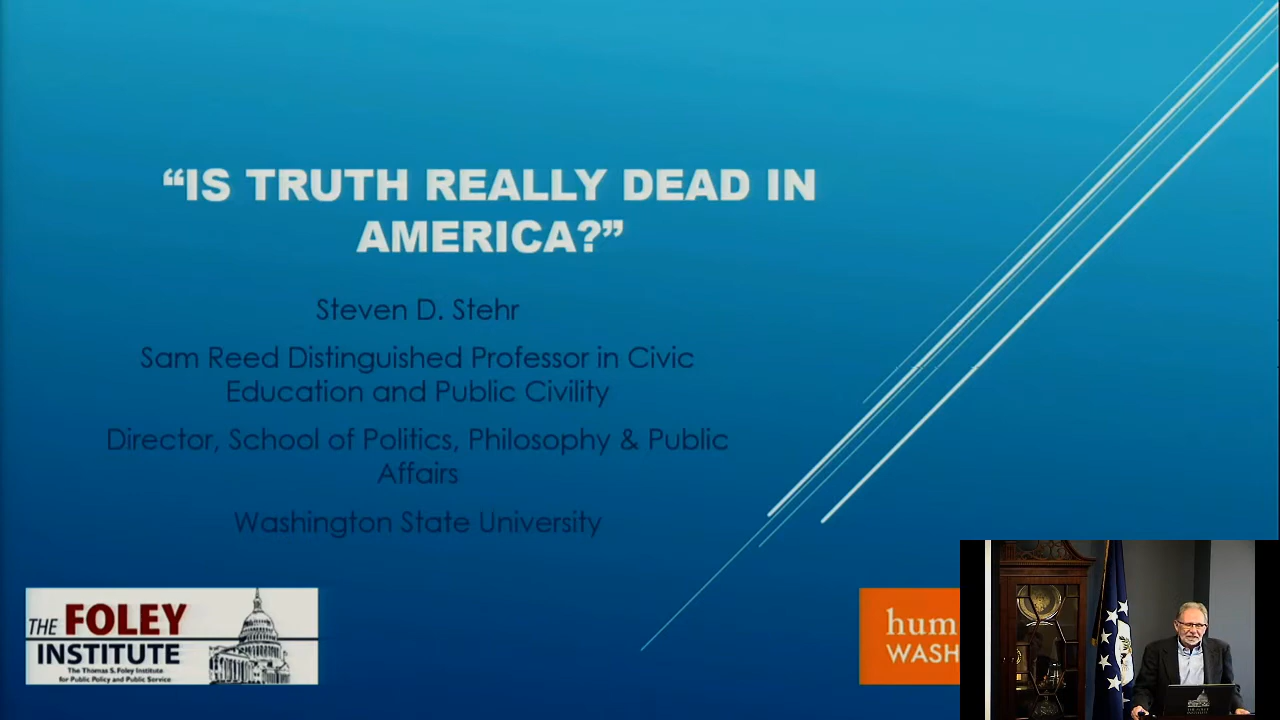 “IS TRUTH REALLY DEAD IN
AMERICA?”
Steven D. Stehr
Sam Reed Distinguished Professor in Civic
Education and Public Civility
Director, School of Politics, Philosophy & Public
Affairs
Washington State University
THE FOLEY
INSTITUTE
The Thomas S. Foley Institute
for Public Policy and Public Service
hum
WASH